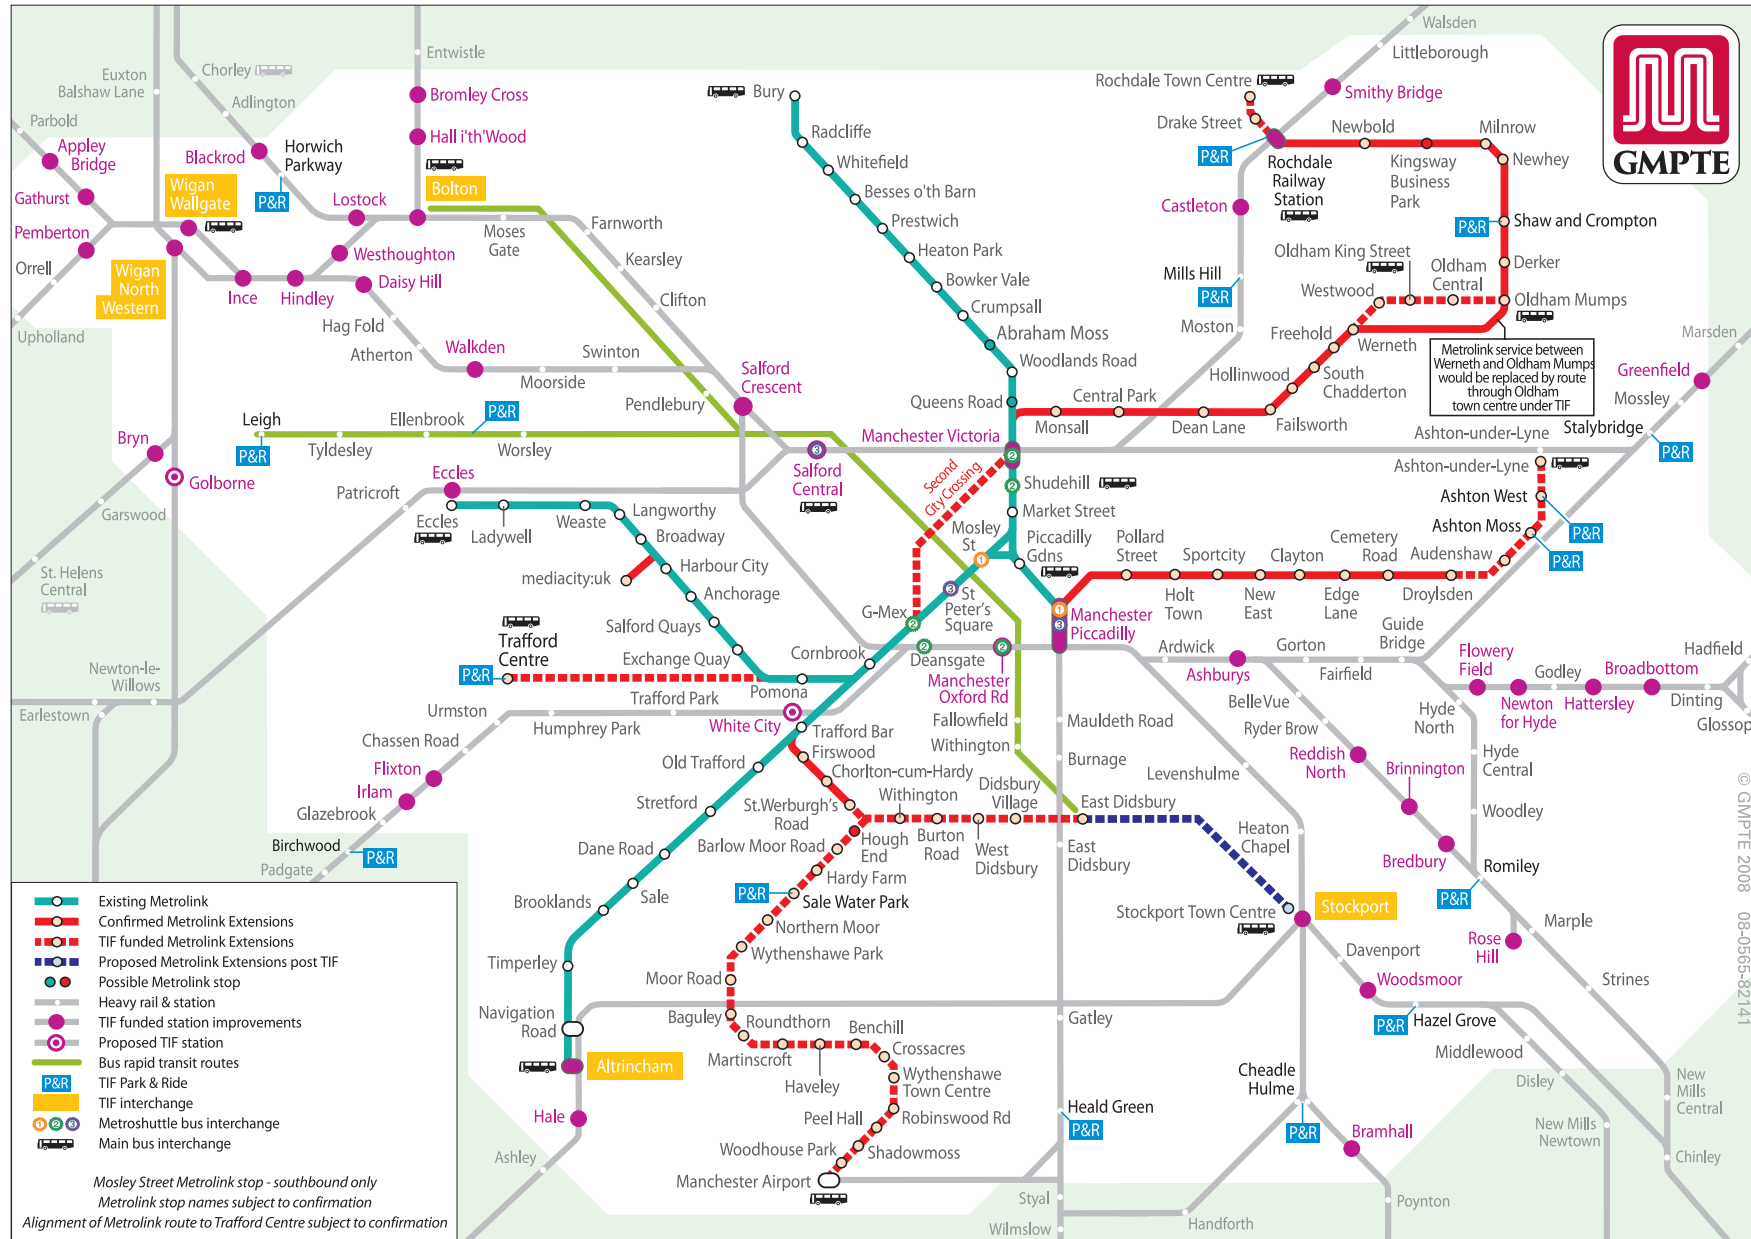 Walsden
Littleborough
Smithy Bridge
GMPTE
Rochdale Town Centre
Drake Street
P&R
Rochdale
Railway
Station
Newbold
Kingsway
Business
Park
Milnrow
Newhey
P&R
Shaw and Crompton
Derker
Castleton
Mills Hill
P&R
Moston
Oldham King Street
Oldham
Central
Westwood
Oldham Mumps
Freehold
Werneth
Metrolink service between
Werneth and Oldham Mumps
would be replaced by route
through Oldham
town centre under TIF
Hollinwood
South
Chadderton
Failsworth
Dean Lane
Central Park
Monsall
Marsden
Greenfield
Mossley
Stalybridge
P&R
Ashton-under-Lyne
Ashton-under-Lyne
Ashton West
P&R
Ashton Moss
P&R
Audenshaw
Droylsden
Cemetery
Road
Edge
Lane
Clayton
New
East
Sportcity
Holt
Town
Pollard
Street
Entwistle
Bromley Cross
Hall i'th'Wood
Bolton
Euxton
Balshaw Lane
Chorley
Adlington
Blackrod
Horwich
Parkway
P&R
Lostock
Westhoughton
Parbold
Appley
Bridge
Gathurst
Pemberton
Orrell
Upholland
Wigan
Wallgate
Wigan
North
Western
Ince
Hindley
Daisy Hill
Hag Fold
Atherton
Walkden
Moorside
Swinton
Moses
Gate
Farnworth
Kearsley
Clifton
Pendlebury
Salford
Crescent
Salford
Central
3
Leigh
P&R
Tyldesley
Ellenbrook
P&R
Worsley
Bryn
Golborne
Garswood
St. Helens
Central
Newton-le-
Willows
Earlestown
Patricroft
Eccles
Eccles
Ladywell
Weaste
Langworthy
Broadway
Harbour City
mediacity:uk
Anchorage
Salford Quays
Exchange Quay
Pomona
Cornbrook
Trafford
Centre
P&R
Bury
Radcliffe
Whitefield
Besses o'th Barn
Prestwich
Heaton Park
Bowker Vale
Crumpsall
Abraham Moss
Woodlands Road
Queens Road
Manchester Victoria
2
Second
City Crossing
2
Shudehill
Market Street
Mosley
St
1
Piccadilly
Gdns
3
St
Peter's
Square
G-Mex
2
1
3
Manchester
Piccadilly
2
Deansgate
2
Manchester
Oxford Rd
Trafford Park
Humphrey Park
Urmston
Chassen Road
Flixton
Irlam
Glazebrook
Birchwood
P&R
Padgate
White City
Trafford Bar
Firswood
Chorlton-cum-Hardy
St.Werburgh's
Road
Old Trafford
Stretford
Dane Road
Sale
Brooklands
Timperley
Navigation
Road
Altrincham
Hale
Ashley
Withington
Burton
Road
West
Didsbury
Didsbury
Village
East Didsbury
Hough
End
Barlow Moor Road
Hardy Farm
P&R
Sale Water Park
Northern Moor
Wythenshawe Park
Moor Road
Baguley
Roundthorn
Martinscroft
Haveley
Benchill
Crossacres
Wythenshawe
Town Centre
Robinswood Rd
Peel Hall
Shadowmoss
Woodhouse Park
Manchester Airport
Fallowfield
Withington
Mauldeth Road
Burnage
East
Didsbury
Gatley
Heald Green
P&R
Styal
Wilmslow
Handforth
Ardwick
Ashburys
Gorton
Fairfield
Guide
Bridge
BelleVue
Ryder Brow
Reddish
North
Brinnington
Bredbury
Romiley
P&R
Rose
Hill
Marple
Strines
New
Mills
Central
Chinley
Levenshulme
Heaton
Chapel
Stockport Town Centre
Stockport
Davenport
Woodsmoor
P&R
Hazel Grove
Middlewood
Disley
New Mills
Newtown
Cheadle
Hulme
P&R
Bramhall
Poynton
Flowery
Field
Newton
for Hyde
Godley
Hattersley
Broadbottom
Hadfield
Dinting
Glossop
Hyde
North
Hyde
Central
Woodley
Existing Metrolink
Confirmed Metrolink Extensions
TIF funded Metrolink Extensions
Proposed Metrolink Extensions post TIF
Possible Metrolink stop
Heavy rail & station
TIF funded station improvements
Proposed TIF station
Bus rapid transit routes
P&R TIF Park & Ride
TIF interchange
1 2 3 Metroshuttle bus interchange
Main bus interchange
Mosley Street Metrolink stop - southbound only
Metrolink stop names subject to confirmation
Alignment of Metrolink route to Trafford Centre subject to confirmation
© GMPTE 2008 08-0565-82141